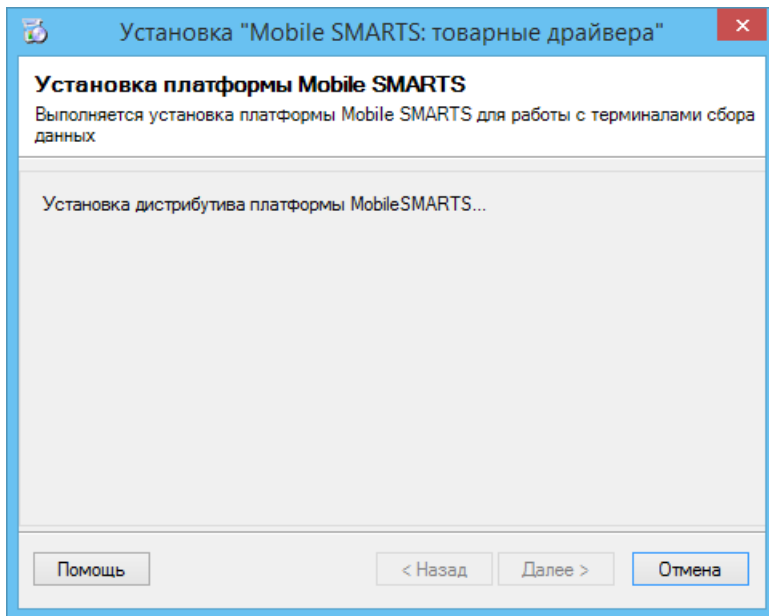 Установка "Mobile SMARTS: товарные драйвера"
Установка платформы Mobile SMARTS
Выполняется установка платформы Mobile SMARTS для работы с терминалами сбора
данных
Установка дистрибутива платформы MobileSMARTS...
Помощь
< Назад
Далее >
Отмена